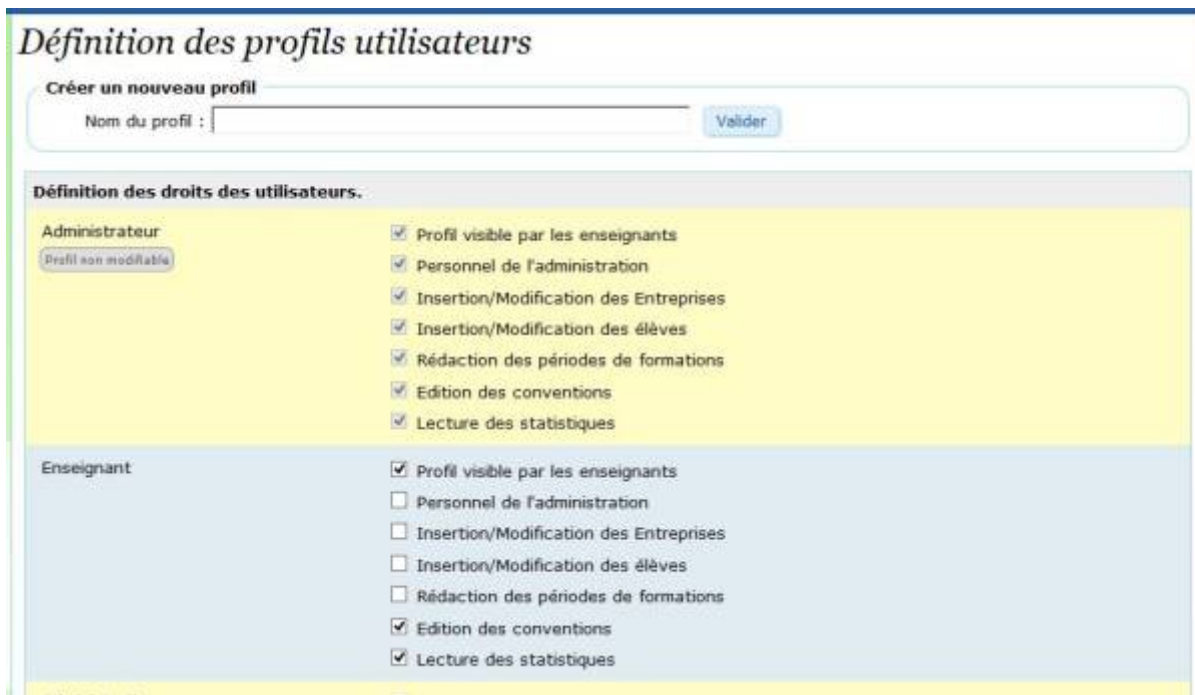 Définition des profils utilisateurs
Créer un nouveau profil
Nom du profil :
Valider
Définition des droits des utilisateurs.
Administrateur
Profil non modifiable
Profil visible par les enseignants
Personnel de l'administration
Insertion/Modification des Entreprises
Insertion/Modification des élèves
Rédaction des périodes de formations
Edition des conventions
Lecture des statistiques
Enseignant
Profil visible par les enseignants
Personnel de l'administration
Insertion/Modification des Entreprises
Insertion/Modification des élèves
Rédaction des périodes de formations
Edition des conventions
Lecture des statistiques